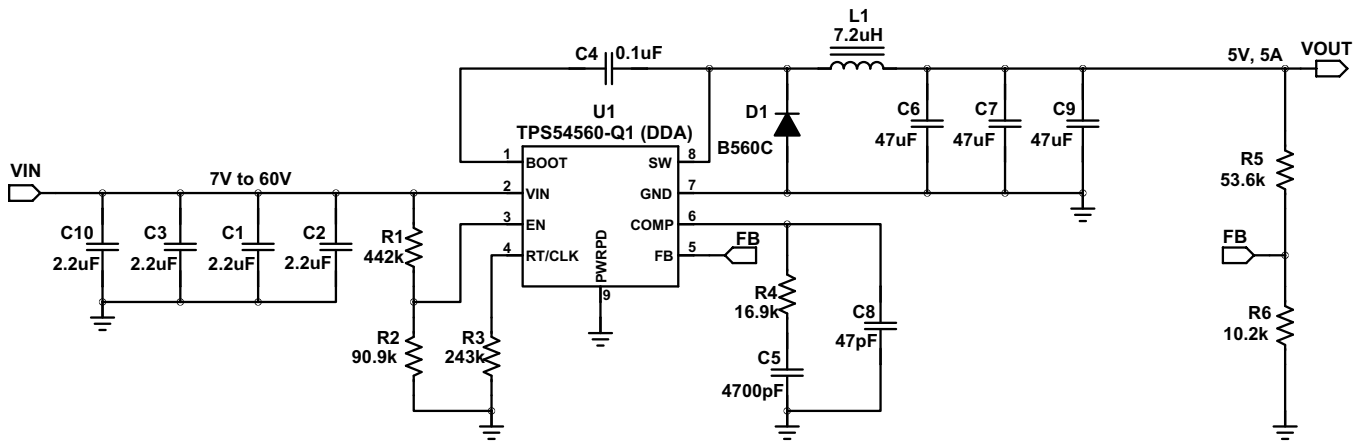 L1
7.2uH
C4 0.1uF
VOUT
5V, 5A
U1
TPS54560-Q1 (DDA)
D1
B560C
C6
47uF
C7
47uF
C9
47uF
1 BOOT
SW 8
VIN
7V to 60V
2 VIN
GND 7
3 EN
COMP 6
4 RT/CLK
FB 5
FB
PWRPD
9
R5
53.6k
FB
C10
2.2uF
C3
2.2uF
C1
2.2uF
C2
2.2uF
R1
442k
R4
16.9k
C8
47pF
R6
10.2k
R2
90.9k
R3
243k
C5
4700pF